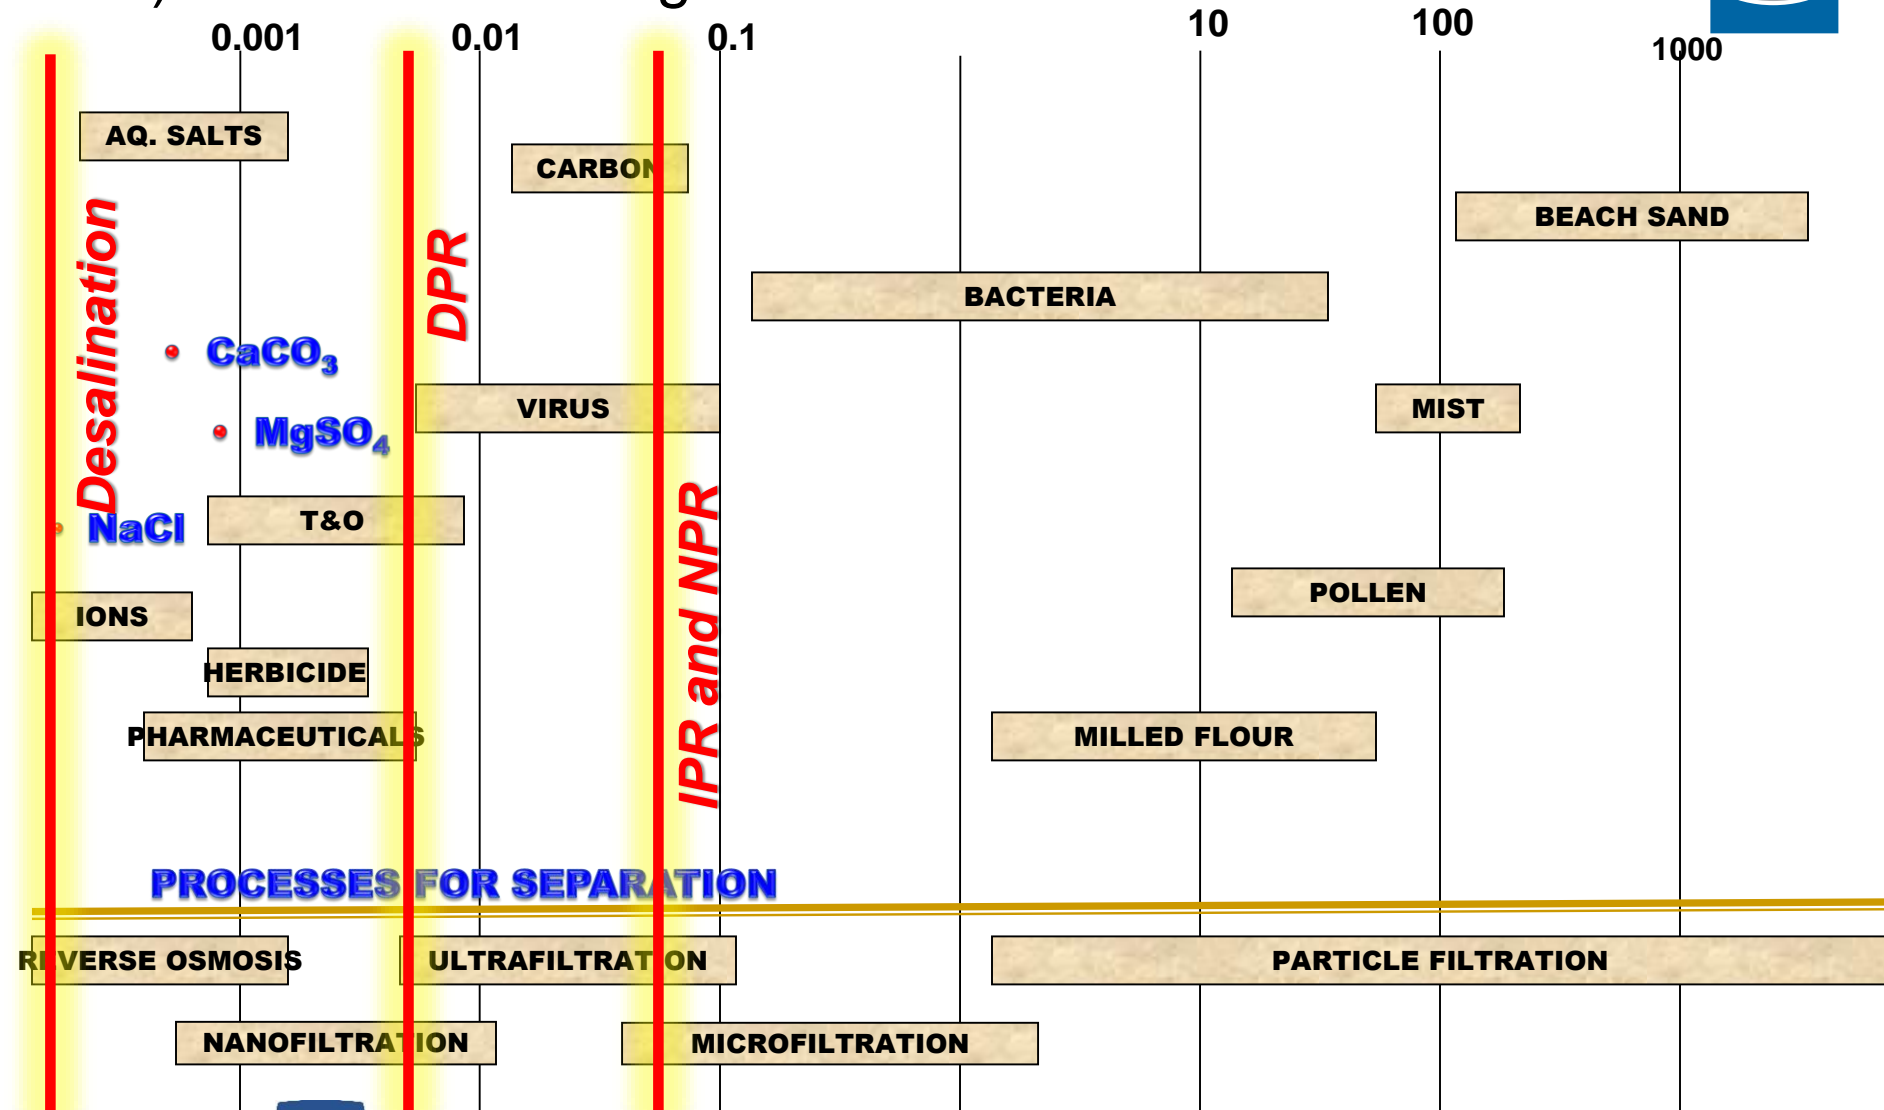 0.001
0.01
0.1
10
100
1000
AQ. SALTS
CARBON
BEACH SAND
BACTERIA
Desalination
DPR
CaCO₃
VIRUS
MIST
MgSO₄
T&O
NaCl
IPR and NPR
POLLEN
IONS
HERBICIDE
PHARMACEUTICALS
MILLED FLOUR
PROCESSES FOR SEPARATION
REVERSE OSMOSIS
ULTRAFILTRATION
PARTICLE FILTRATION
NANOFILTRATION
MICROFILTRATION